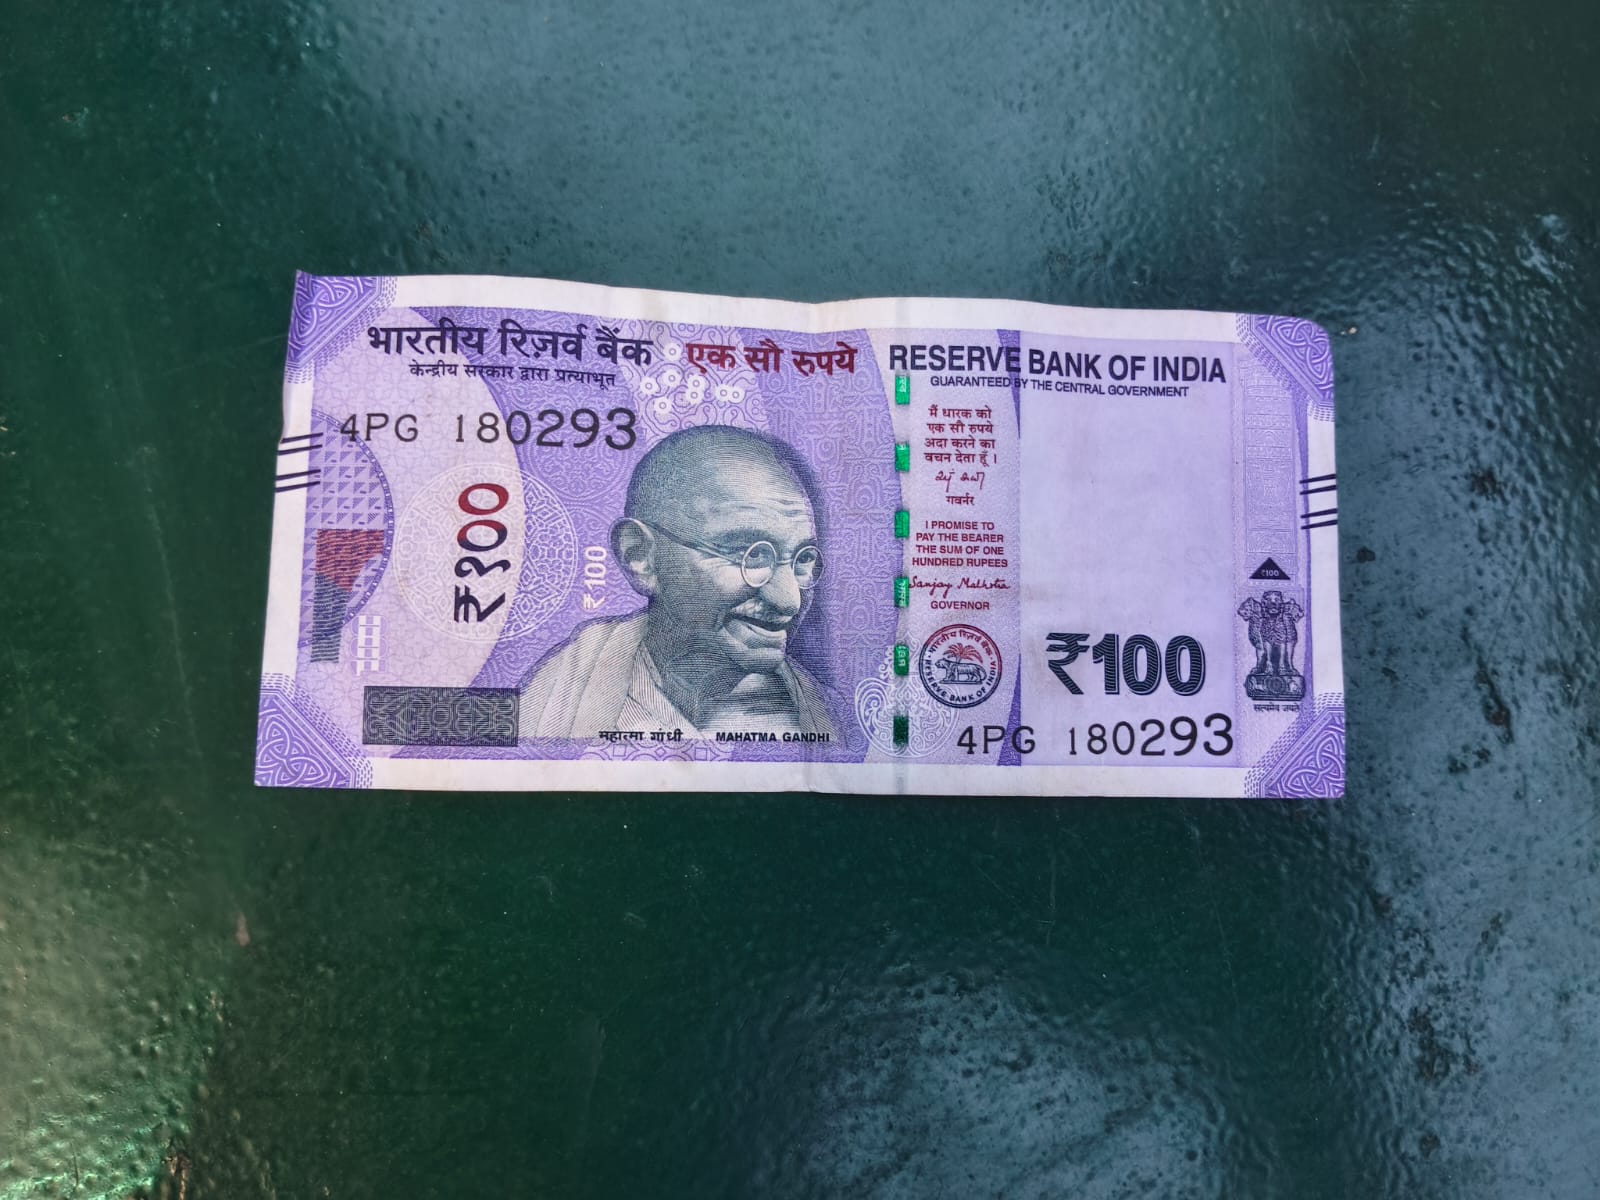 भारतीय रिज़र्व बैंक
केन्द्रीय सरकार द्वारा प्रत्याभूत
एक सौ रुपये
RESERVE BANK OF INDIA
GUARANTEED BY THE CENTRAL GOVERNMENT
4PG 180293
₹१००
₹100
मैं धारक को
एक सौ रुपये
अदा करने का
वचन देता हूँ ।
गवर्नर
I PROMISE TO
PAY THE BEARER
THE SUM OF ONE
HUNDRED RUPEES
Sanjay Malhotra
GOVERNOR
भारतीय रिज़र्व बैंक
RESERVE BANK OF INDIA
₹100
₹100
सत्यमेव जयते
महात्मा गांधी
MAHATMA GANDHI
4PG 180293